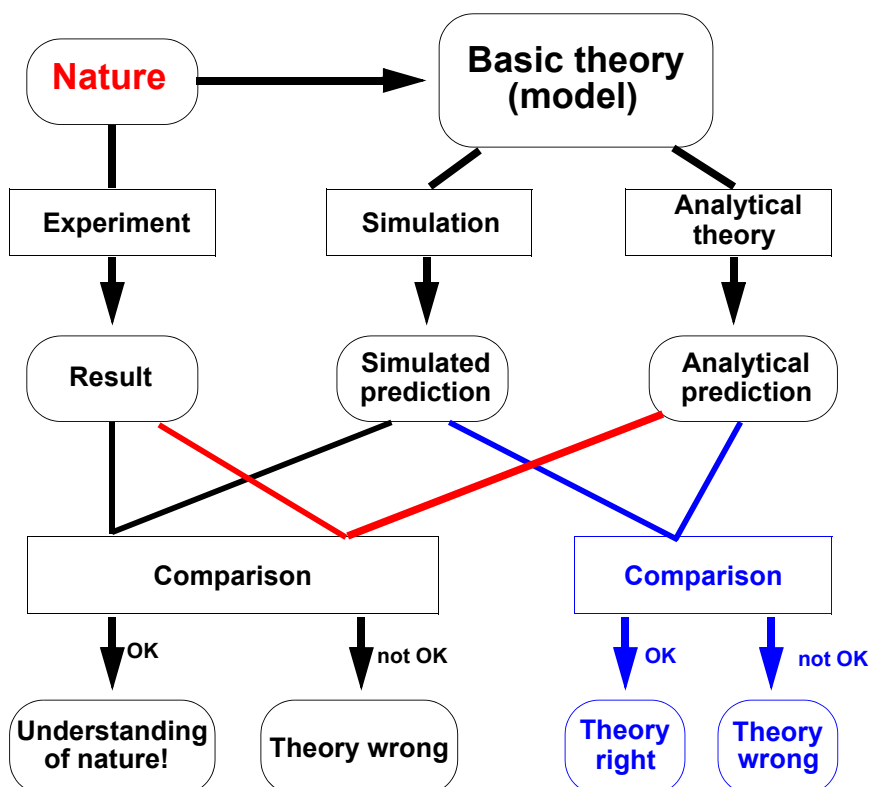 Nature
Basic theory
(model)
Experiment
Simulation
Analytical
theory
Result
Simulated
prediction
Analytical
prediction
Comparison
Comparison
OK
not OK
OK
not OK
Understanding
of nature!
Theory wrong
Theory
right
Theory
wrong